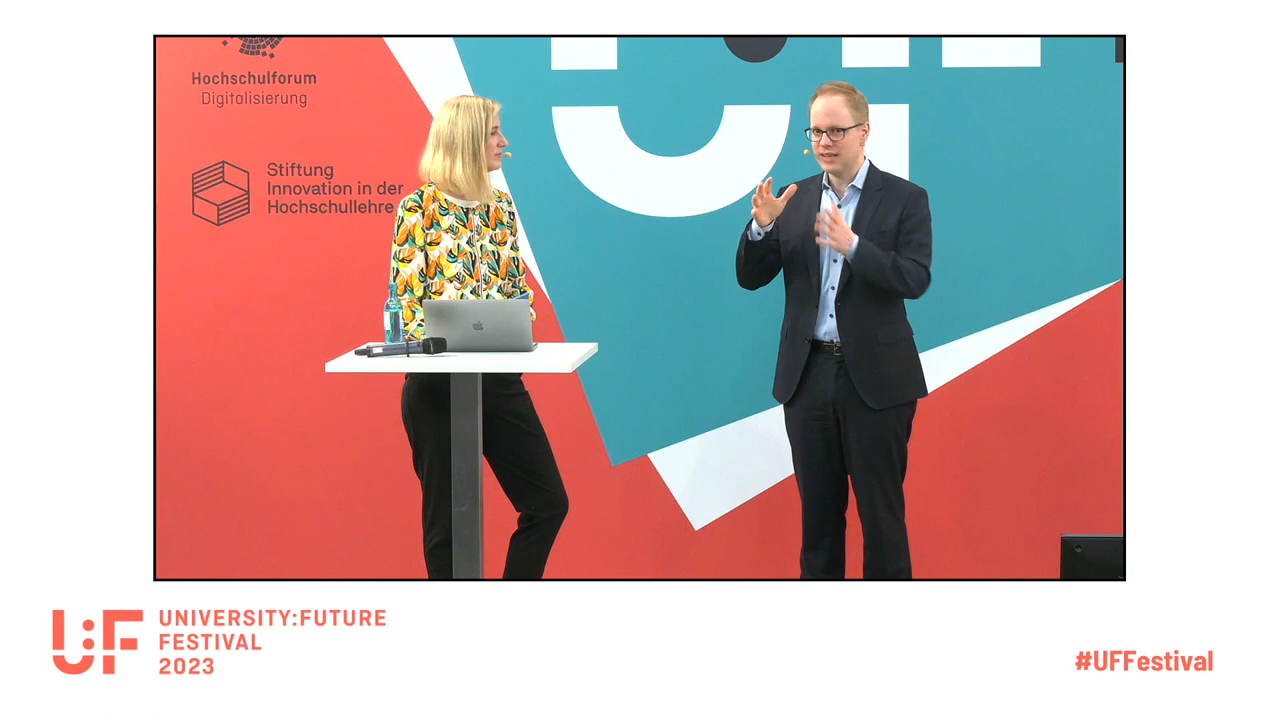 Hochschulforum
Digitalisierung
Stiftung
Innovation in der
Hochschullehre
U:F
UNIVERSITY:FUTURE
FESTIVAL
2023
#UFFestival